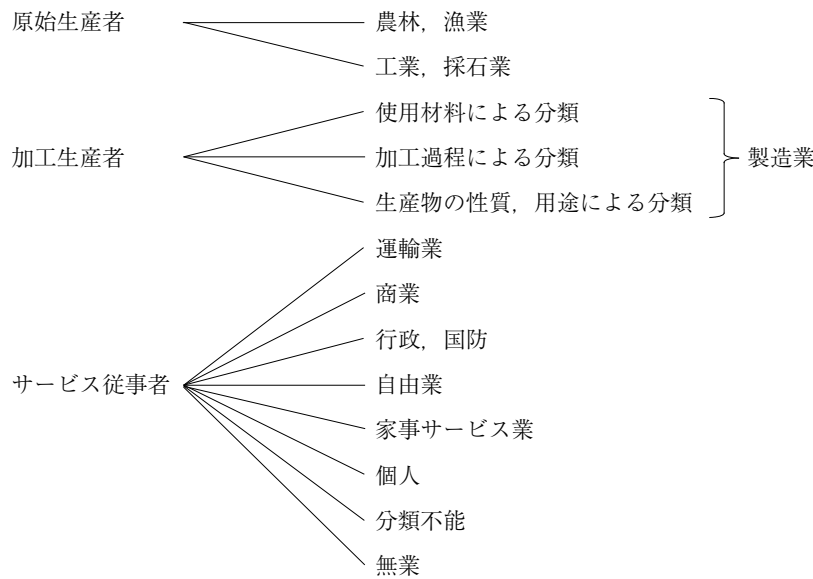 原始生産者
農林，漁業
工業，採石業
使用材料による分類
加工生産者
加工過程による分類
製造業
生産物の性質，用途による分類
運輸業
商業
行政，国防
サービス従事者
自由業
家事サービス業
個人
分類不能
無業